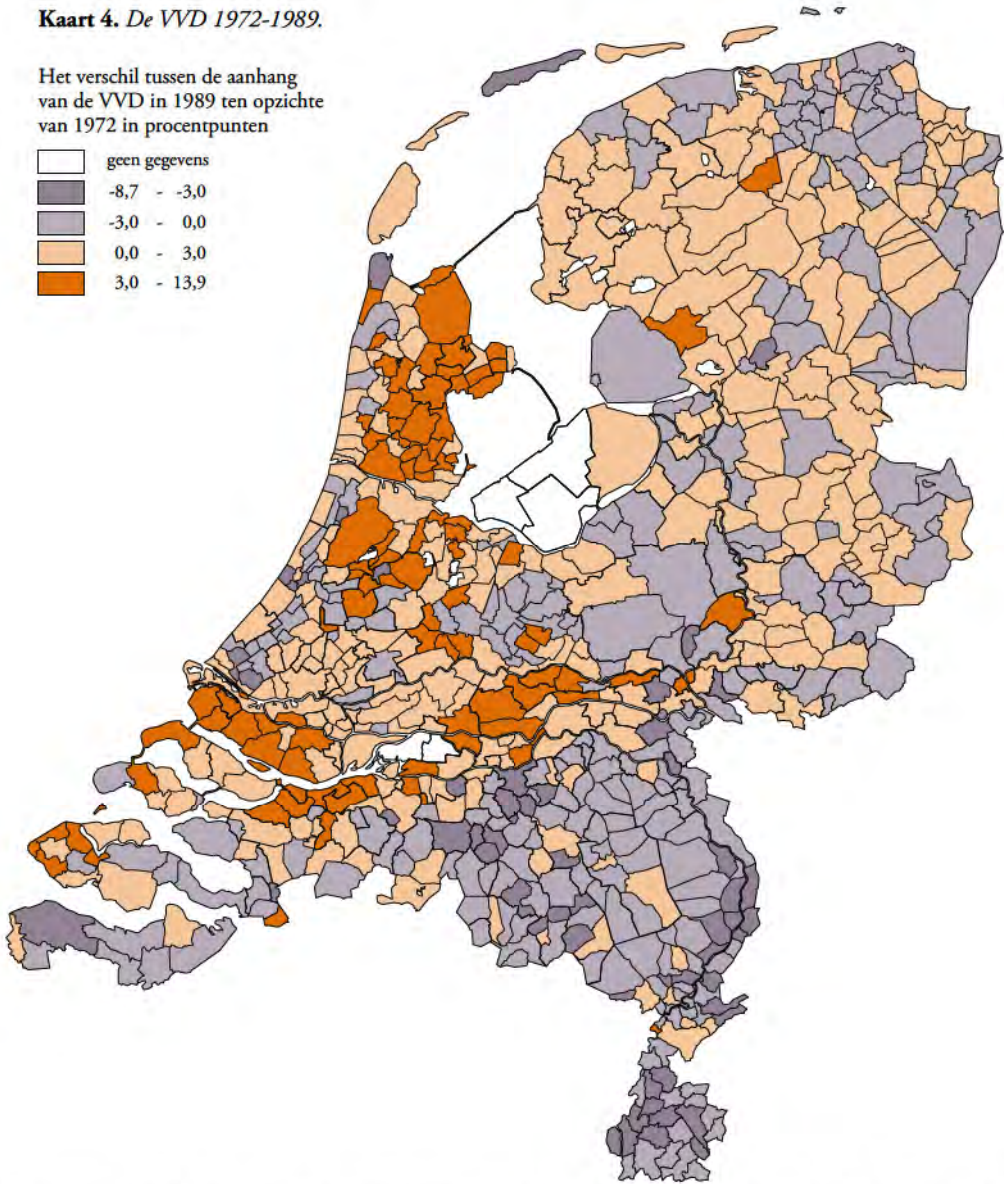 Kaart 4. De VVD 1972-1989.
Het verschil tussen de aanhang
van de VVD in 1989 ten opzichte
van 1972 in procentpunten
geen gegevens
-8,7 - -3,0
-3,0 - 0,0
0,0 - 3,0
3,0 - 13,9